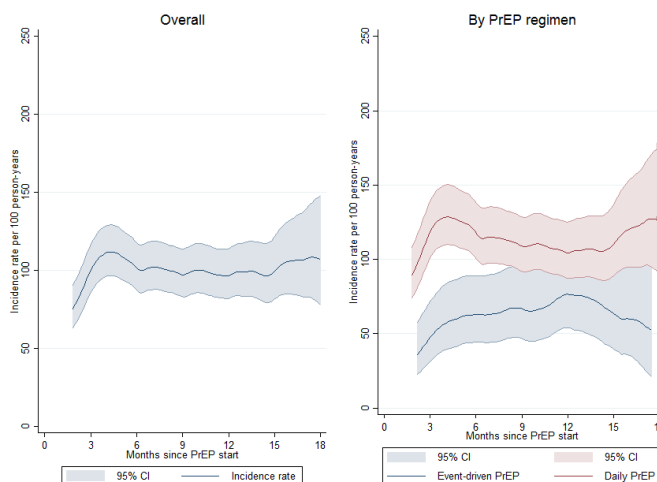 Overall
Incidence rate per 100 person-years
250
200
150
100
50
0
0 3 6 9 12 15 18
Months since PrEP start
95% CI Incidence rate
By PrEP regimen
Incidence rate per 100 person-years
250
200
150
100
50
0
0 3 6 9 12 15 1
Months since PrEP start
95% CI 95% CI
Event-driven PrEP Daily PrEP